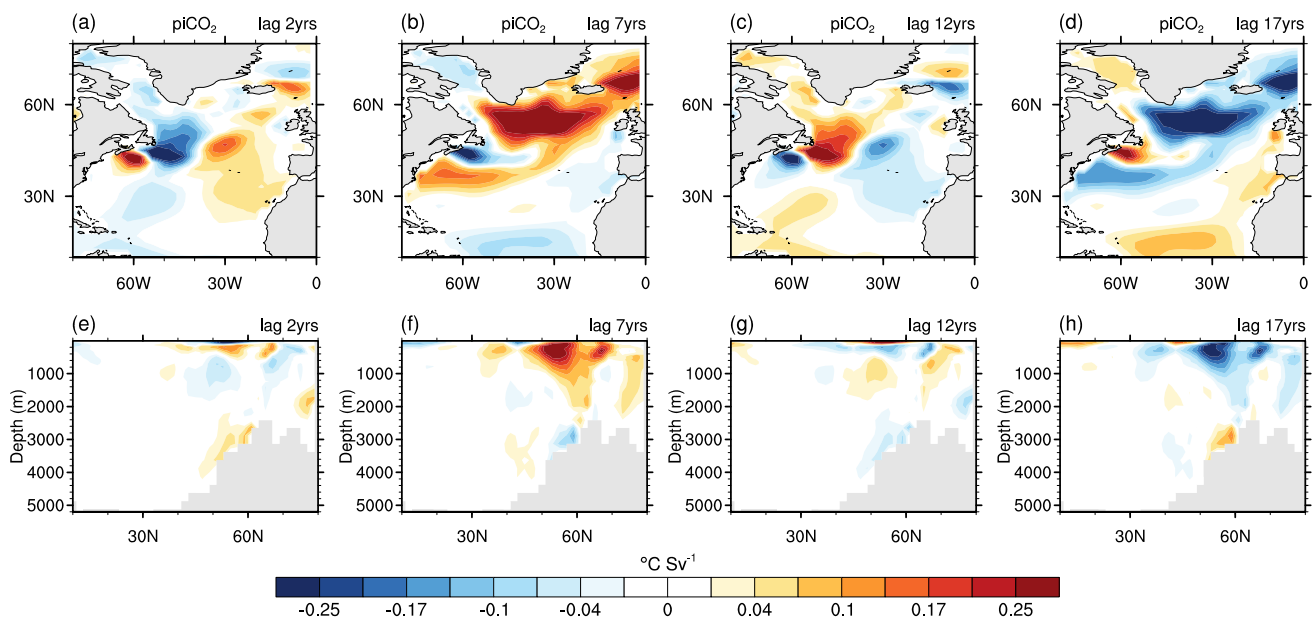 (a) piCO₂ lag 2yrs (b) piCO₂ lag 7yrs (c) piCO₂ lag 12yrs (d) piCO₂ lag 17yrs
60N 60N 60N 60N
30N 30N 30N 30N
60W 30W 0 60W 30W 0 60W 30W 0 60W 30W 0
(e) lag 2yrs (f) lag 7yrs (g) lag 12yrs (h) lag 17yrs
1000 1000 1000 1000
2000 2000 2000 2000
Depth (m) Depth (m) Depth (m) Depth (m)
3000 3000 3000 3000
4000 4000 4000 4000
5000 5000 5000 5000
30N 60N 30N 60N 30N 60N 30N 60N
°C Sv⁻¹
-0.25 -0.17 -0.1 -0.04 0 0.04 0.1 0.17 0.25